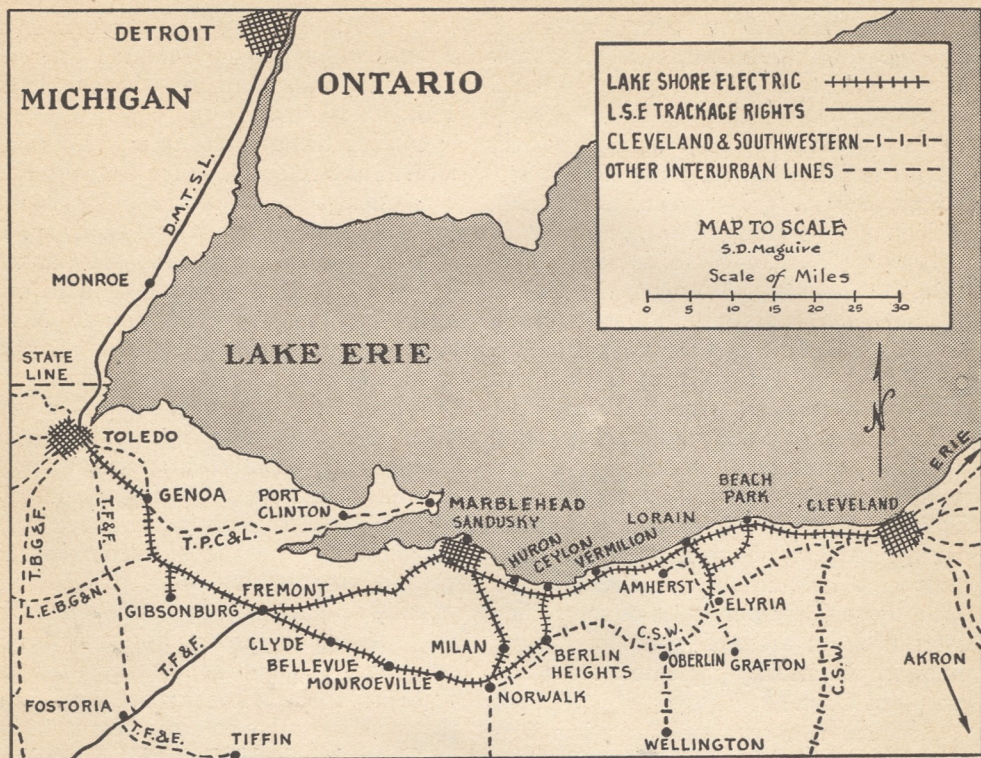 DETROIT
MICHIGAN
ONTARIO
LAKE SHORE ELECTRIC
L.S.E TRACKAGE RIGHTS
CLEVELAND & SOUTHWESTERN
OTHER INTERURBAN LINES
MAP TO SCALE
S.D. Maguire
Scale of Miles
0 5 10 15 20 25 30
D.M.T.S.L.
MONROE
LAKE ERIE
STATE
LINE
N
TOLEDO
ERIE
GENOA
PORT
CLINTON
MARBLEHEAD
SANDUSKY
BEACH
PARK
CLEVELAND
LORAIN
T.B.G.&F.
T.F.&F.
T.P.C.&L.
HURON
CEYLON
VERMILION
AMHERST
L.E.B.G.&N.
GIBSONBURG
FREMONT
ELYRIA
CLYDE
BELLEVUE
MONROEVILLE
MILAN
BERLIN
HEIGHTS
C.S.W.
OBERLIN
GRAFTON
C.S.W.
AKRON
T.F.&F.
NORWALK
FOSTORIA
T.F.&F.
TIFFIN
WELLINGTON